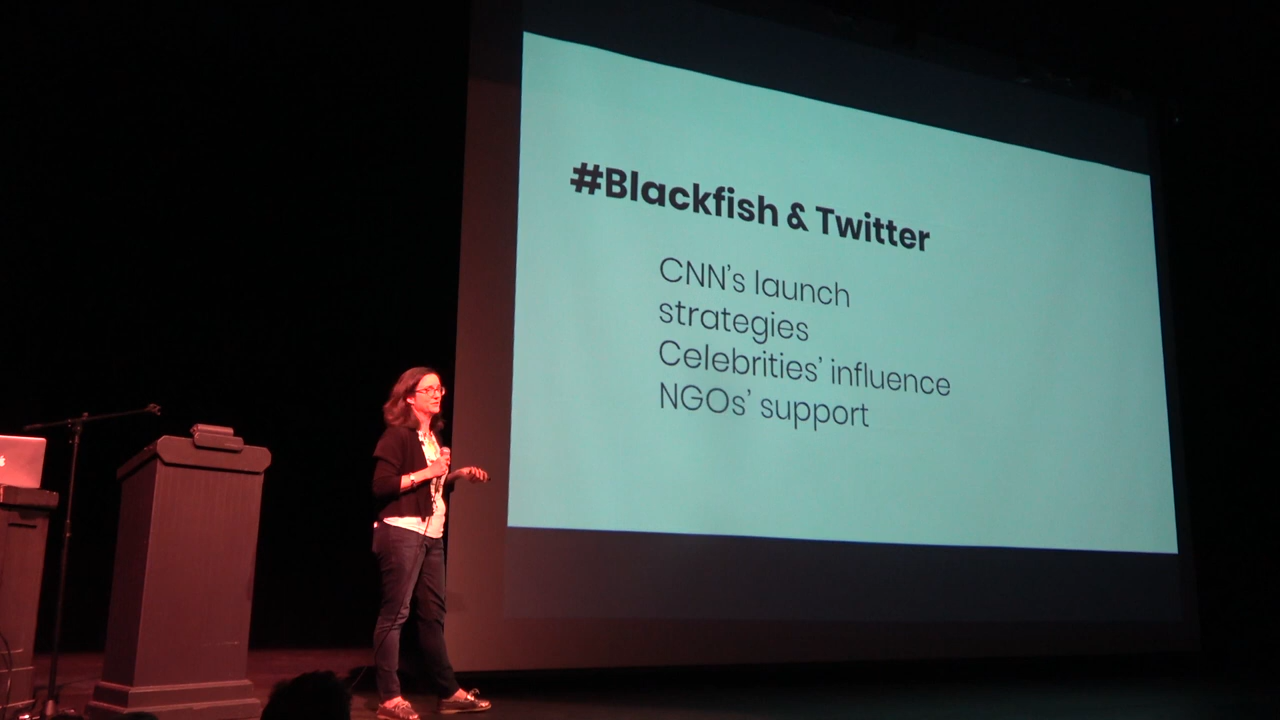 #Blackfish & Twitter
CNN's launch
strategies
Celebrities' influence
NGOs' support